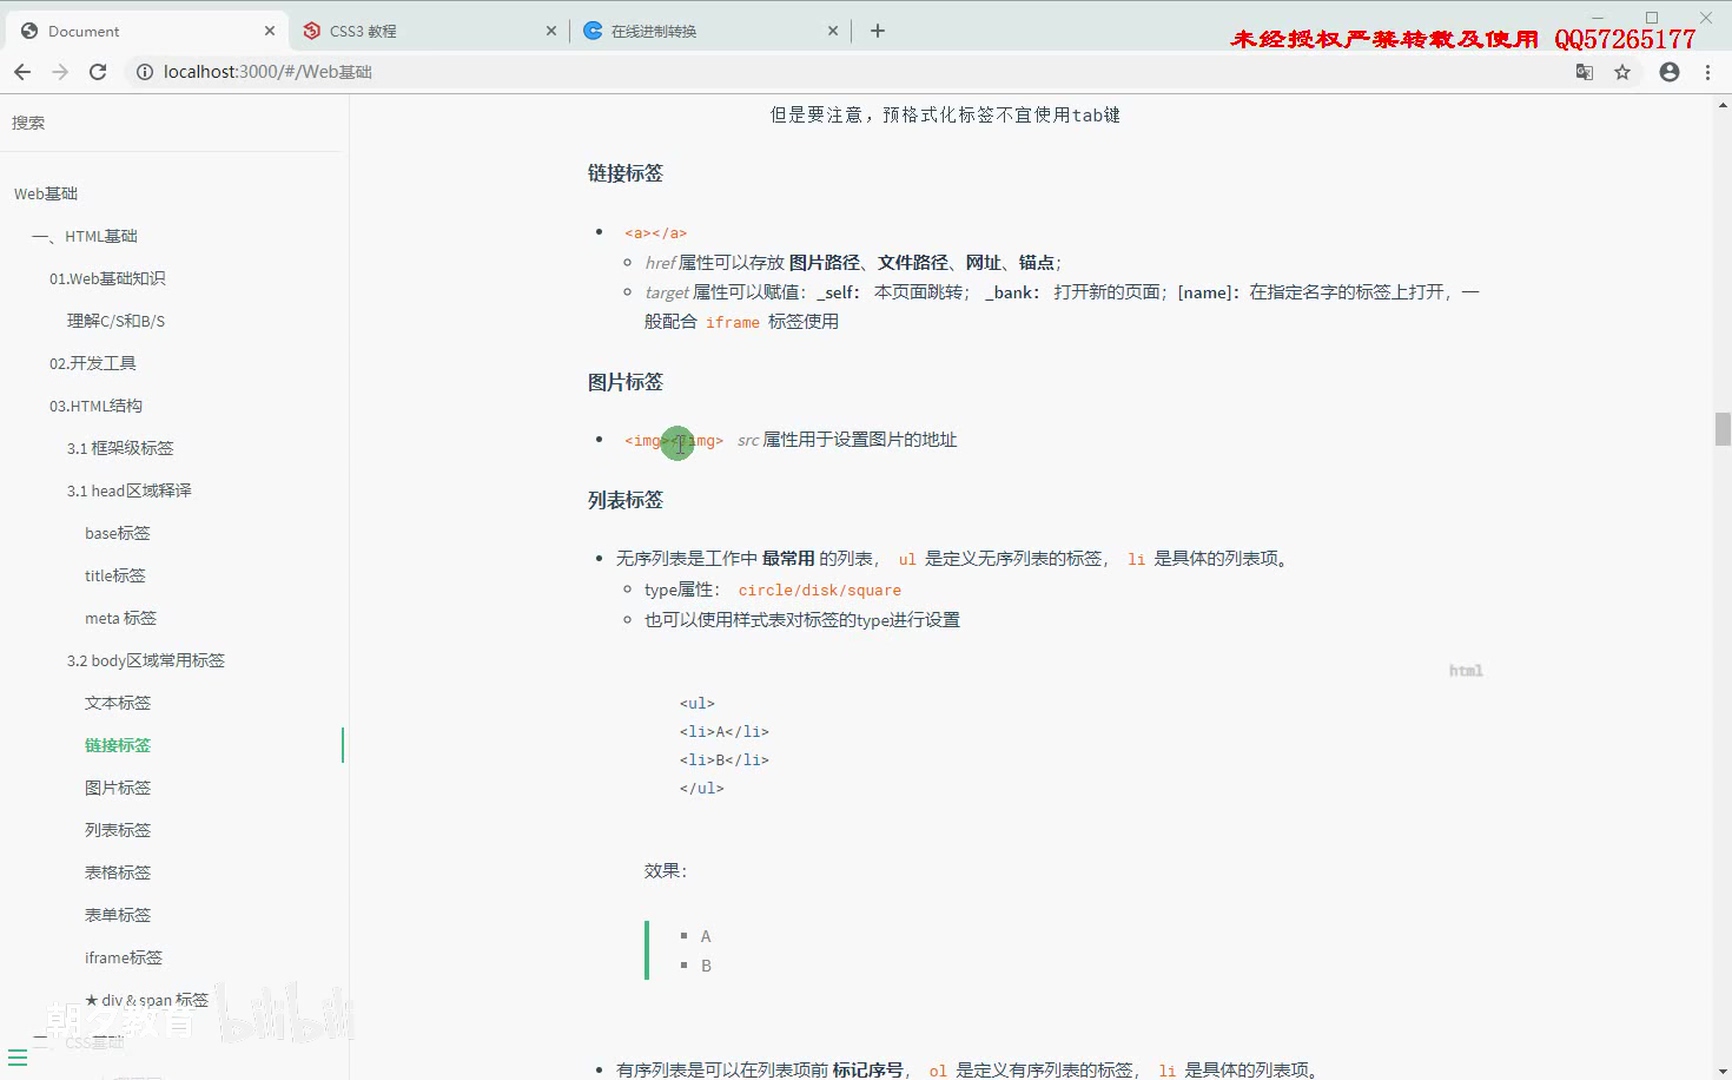 Document
CSS3 教程
在线进制转换
未经授权严禁转载及使用 QQ57265177
localhost:3000/#/Web基础
搜索
Web基础
一、HTML基础
01.Web基础知识
理解C/S和B/S
02.开发工具
03.HTML结构
3.1 框架级标签
3.1 head区域释译
base标签
title标签
meta 标签
3.2 body区域常用标签
文本标签
链接标签
图片标签
列表标签
表格标签
表单标签
iframe标签
★ div & span 标签
二、CSS基础
朝夕教育 bilibili
但是要注意，预格式化标签不宜使用tab键
链接标签
<a></a>
href 属性可以存放 图片路径、文件路径、网址、锚点；
target 属性可以赋值：_self： 本页面跳转； _bank： 打开新的页面；[name]：在指定名字的标签上打开，一
般配合 iframe 标签使用
图片标签
<img></img> src 属性用于设置图片的地址
列表标签
无序列表是工作中 最常用 的列表， ul 是定义无序列表的标签， li 是具体的列表项。
type属性： circle/disk/square
也可以使用样式表对标签的type进行设置
html
<ul>
<li>A</li>
<li>B</li>
</ul>
效果：
A
B
有序列表是可以在列表项前 标记序号， ol 是定义有序列表的标签， li 是具体的列表项。